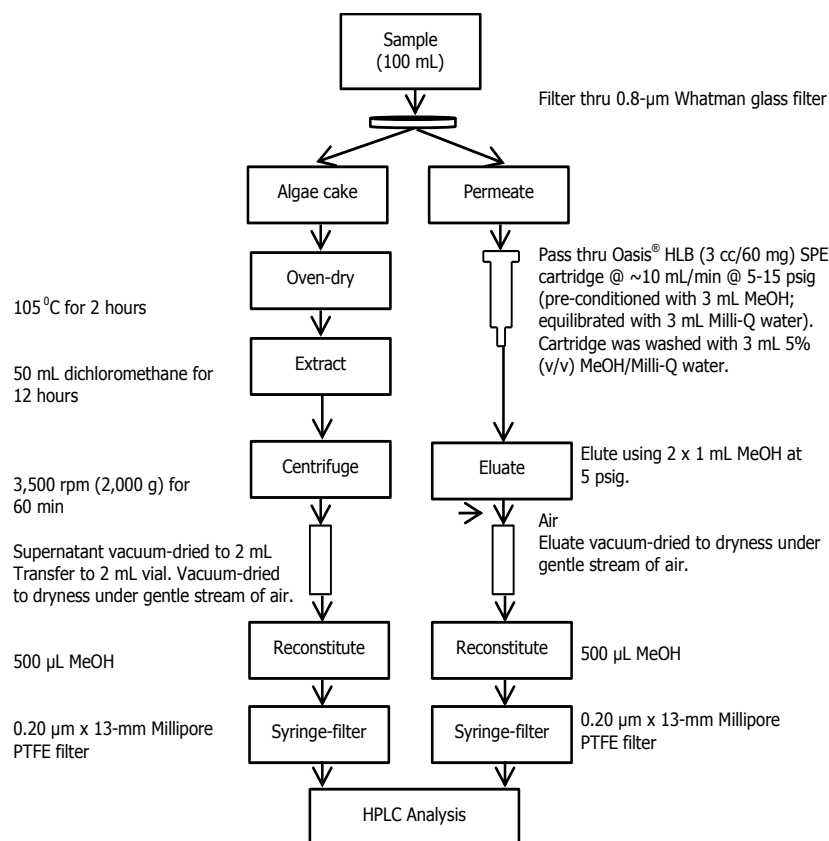 Sample
(100 mL)
Filter thru 0.8-µm Whatman glass filter
Algae cake
Permeate
Oven-dry
105 ⁰C for 2 hours
Extract
50 mL dichloromethane for
12 hours
Centrifuge
3,500 rpm (2,000 g) for
60 min
Supernatant vacuum-dried to 2 mL
Transfer to 2 mL vial. Vacuum-dried
to dryness under gentle stream of air.
Reconstitute
500 µL MeOH
Syringe-filter
0.20 µm x 13-mm Millipore
PTFE filter
Pass thru Oasis® HLB (3 cc/60 mg) SPE
cartridge @ ~10 mL/min @ 5-15 psig
(pre-conditioned with 3 mL MeOH;
equilibrated with 3 mL Milli-Q water).
Cartridge was washed with 3 mL 5%
(v/v) MeOH/Milli-Q water.
Eluate
Elute using 2 x 1 mL MeOH at
5 psig.
Air
Eluate vacuum-dried to dryness under
gentle stream of air.
Reconstitute
500 µL MeOH
Syringe-filter
0.20 µm x 13-mm Millipore
PTFE filter
HPLC Analysis